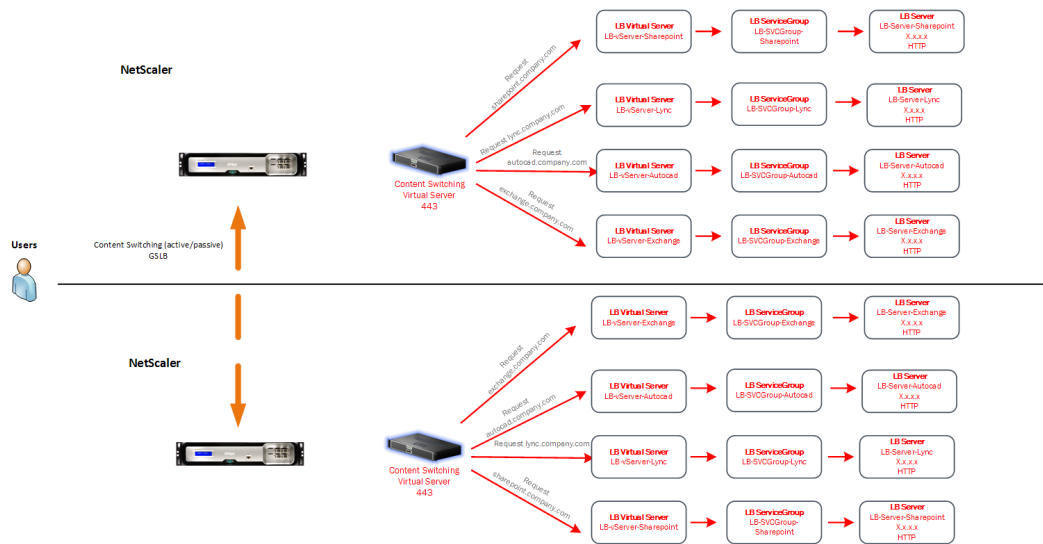 NetScaler
Users
Content Switching (active/passive)
GSLB
Content Switching
Virtual Server
443
Request
sharepoint.company.com
Request lync.company.com
Request
autocad.company.com
Request
exchange.company.com
LB Virtual Server
LB-vServer-Sharepoint
LB ServiceGroup
LB-SVCGroup-
Sharepoint
LB Server
LB-Server-Sharepoint
X.x.x.x
HTTP
LB Virtual Server
LB-vServer-Lync
LB ServiceGroup
LB-SVCGroup-Lync
LB Server
LB-Server-Lync
X.x.x.x
HTTP
LB Virtual Server
LB-vServer-Autocad
LB ServiceGroup
LB-SVCGroup-Autocad
LB Server
LB-Server-Autocad
X.x.x.x
HTTP
LB Virtual Server
LB-vServer-Exchange
LB ServiceGroup
LB-SVCGroup-Exchange
LB Server
LB-Server-Exchange
X.x.x.x
HTTP
NetScaler
Content Switching
Virtual Server
443
Request
exchange.company.com
Request
autocad.company.com
Request lync.company.com
Request
sharepoint.company.com
LB Virtual Server
LB-vServer-Exchange
LB ServiceGroup
LB-SVCGroup-Exchange
LB Server
LB-Server-Exchange
X.x.x.x
HTTP
LB Virtual Server
LB-vServer-Autocad
LB ServiceGroup
LB-SVCGroup-Autocad
LB Server
LB-Server-Autocad
X.x.x.x
HTTP
LB Virtual Server
LB-vServer-Lync
LB ServiceGroup
LB-SVCGroup-Lync
LB Server
LB-Server-Lync
X.x.x.x
HTTP
LB Virtual Server
LB-vServer-Sharepoint
LB ServiceGroup
LB-SVCGroup-
Sharepoint
LB Server
LB-Server-Sharepoint
X.x.x.x
HTTP